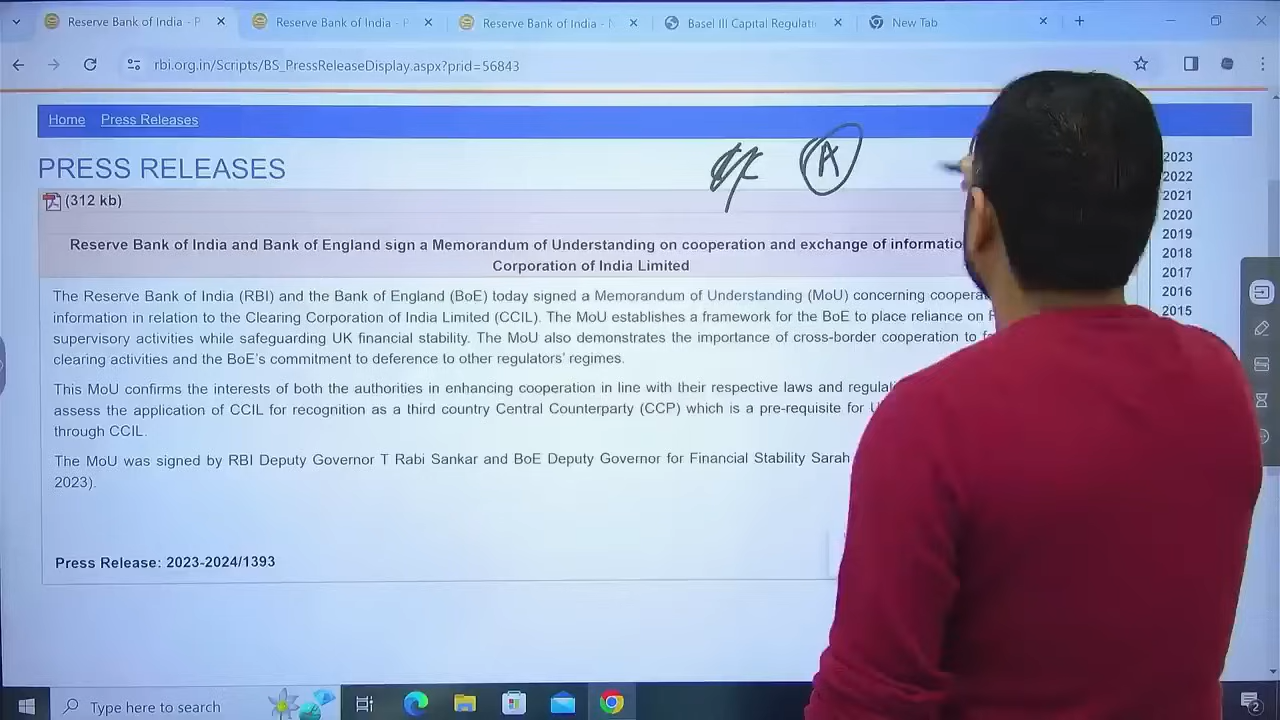 Reserve Bank of India - P
Reserve Bank of India - F
Reserve Bank of India - N
Basel III Capital Regulati
New Tab
rbi.org.in/Scripts/BS_PressReleaseDisplay.aspx?prid=56843
Home Press Releases
PRESS RELEASES
A
(312 kb)
2023
2022
2021
2020
2019
2018
2017
2016
2015
Reserve Bank of India and Bank of England sign a Memorandum of Understanding on cooperation and exchange of informatio
Corporation of India Limited
The Reserve Bank of India (RBI) and the Bank of England (BoE) today signed a Memorandum of Understanding (MoU) concerning coopera
information in relation to the Clearing Corporation of India Limited (CCIL). The MoU establishes a framework for the BoE to place reliance on
supervisory activities while safeguarding UK financial stability. The MoU also demonstrates the importance of cross-border cooperation to
clearing activities and the BoE's commitment to deference to other regulators' regimes.
This MoU confirms the interests of both the authorities in enhancing cooperation in line with their respective laws and regulati
assess the application of CCIL for recognition as a third country Central Counterparty (CCP) which is a pre-requisite for
through CCIL.
The MoU was signed by RBI Deputy Governor T Rabi Sankar and BoE Deputy Governor for Financial Stability Sarah
2023).
Press Release: 2023-2024/1393
Type here to search
2